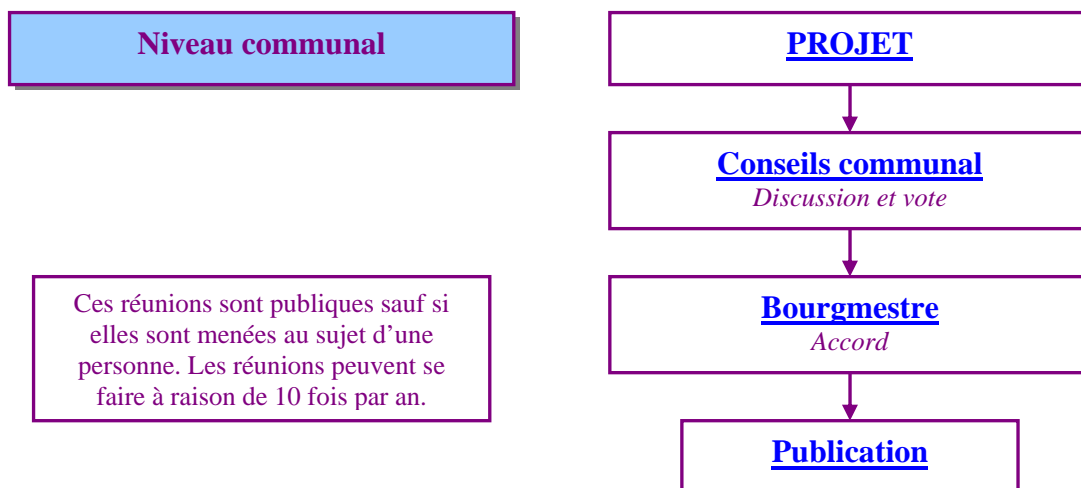 Niveau communal
PROJET
Conseils communal
Discussion et vote
Ces réunions sont publiques sauf si
elles sont menées au sujet d’une
personne. Les réunions peuvent se
faire à raison de 10 fois par an.
Bourgmestre
Accord
Publication